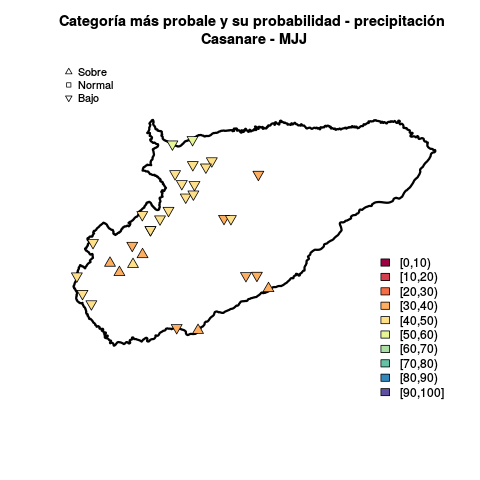 Categoría más probale y su probabilidad - precipitación
Casanare - MJJ
Sobre
Normal
Bajo
[0,10)
[10,20)
[20,30)
[30,40)
[40,50)
[50,60)
[60,70)
[70,80)
[80,90)
[90,100]